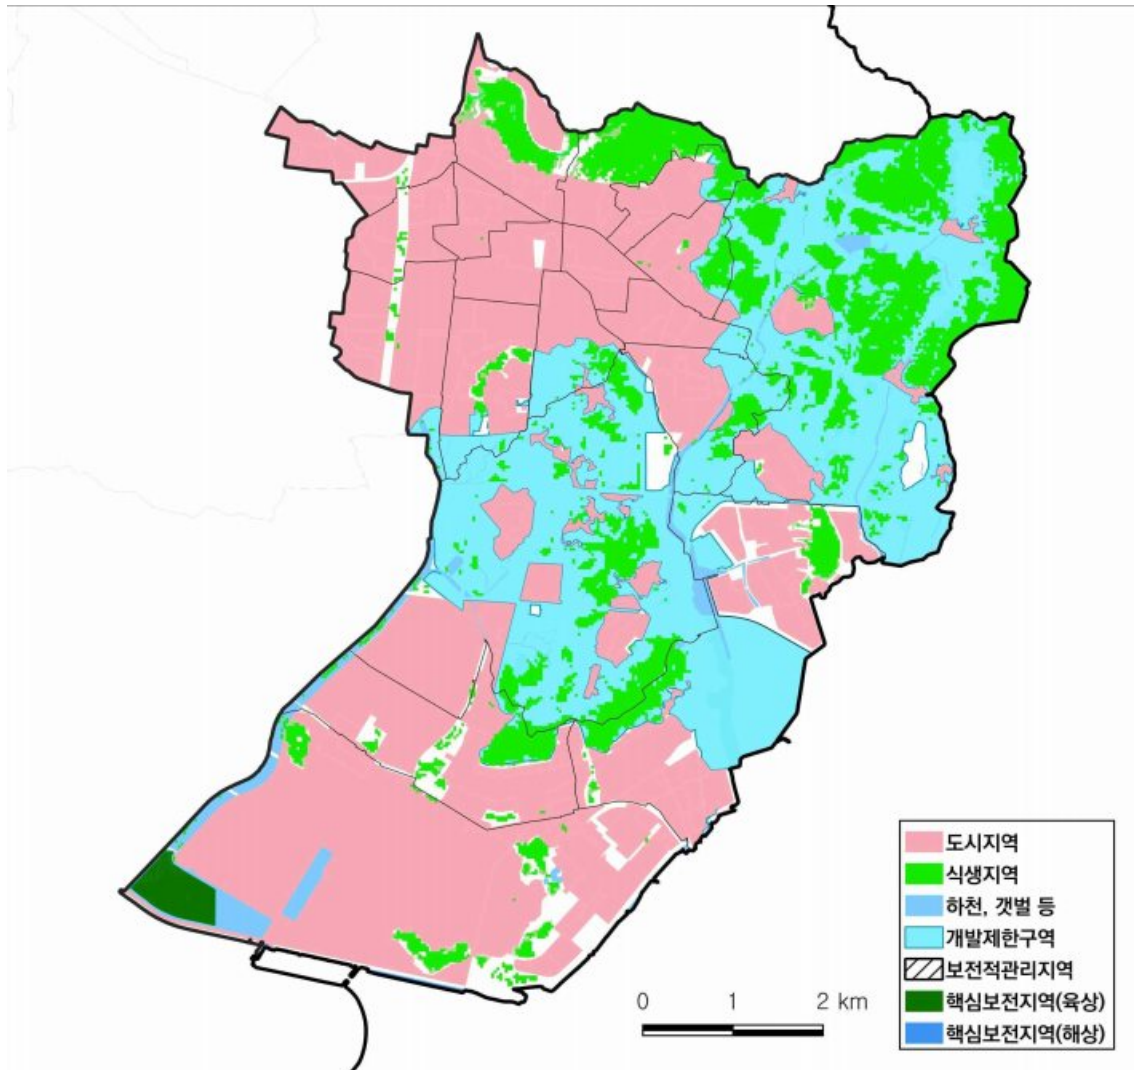 도시지역
식생지역
하천, 갯벌 등
개발제한구역
보전적관리지역
핵심보전지역(육상)
핵심보전지역(해상)
0 1 2 km